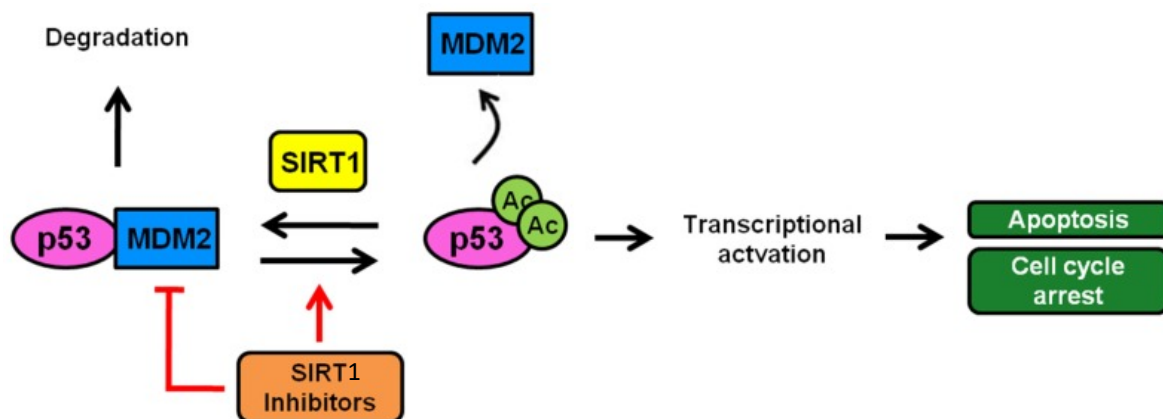 Degradation
MDM2
SIRT1
p53
MDM2
p53
Ac
Ac
Transcriptional
actvation
Apoptosis
Cell cycle
arrest
SIRT1
Inhibitors